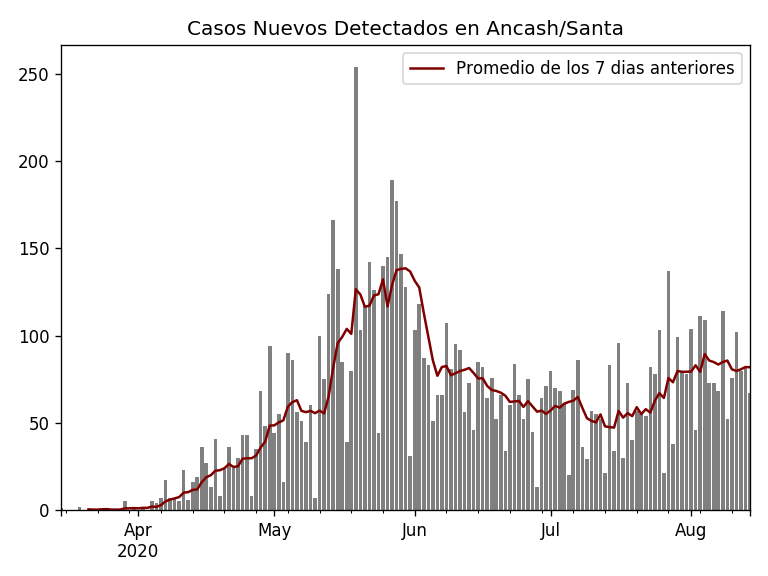 Casos Nuevos Detectados en Ancash/Santa
Promedio de los 7 dias anteriores
250
200
150
100
50
0
Apr
2020
May
Jun
Jul
Aug